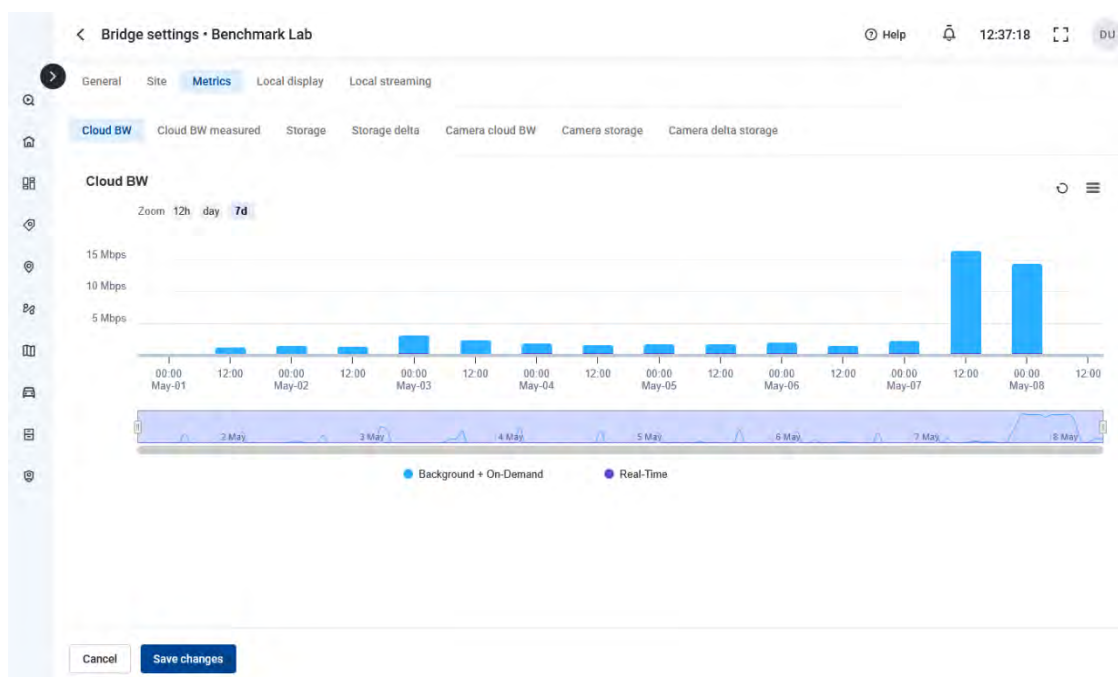 Bridge settings • Benchmark Lab
Help
12:37:18
DU
General Site Metrics Local display Local streaming
Cloud BW Cloud BW measured Storage Storage delta Camera cloud BW Camera storage Camera delta storage
Cloud BW
Zoom 12h day 7d
15 Mbps
10 Mbps
5 Mbps
00:00 12:00 00:00 12:00 00:00 12:00 00:00 12:00 00:00 12:00 00:00 12:00 00:00 12:00 00:00 12:00
May-01 May-02 May-03 May-04 May-05 May-06 May-07 May-08
2 May 3 May 4 May 5 May 6 May 7 May 8 May
Background + On-Demand Real-Time
Cancel Save changes